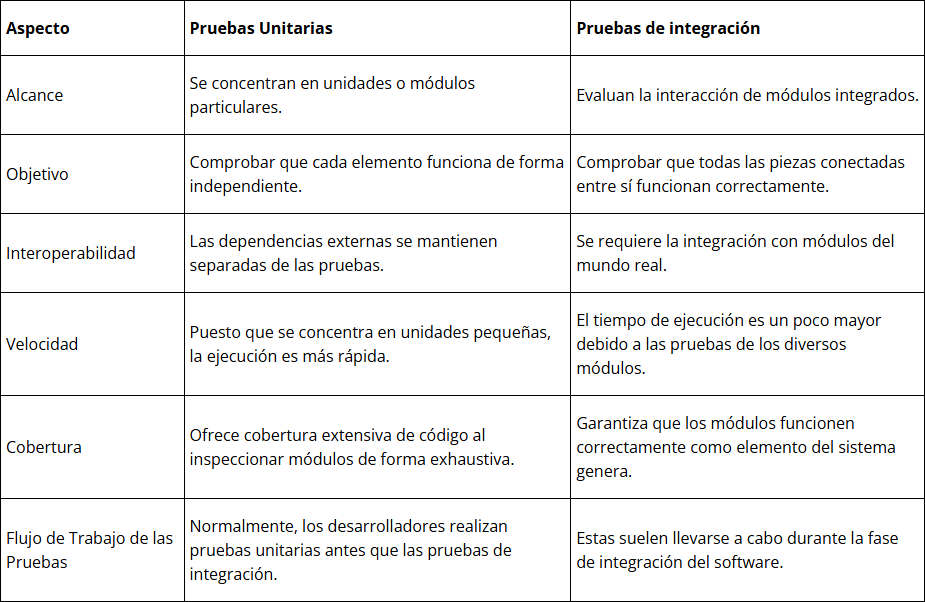 Aspecto
Pruebas Unitarias
Pruebas de integración
Alcance
Se concentran en unidades o módulos
particulares.
Evaluan la interacción de módulos integrados.
Objetivo
Comprobar que cada elemento funciona de forma
independiente.
Comprobar que todas las piezas conectadas
entre sí funcionan correctamente.
Interoperabilidad
Las dependencias externas se mantienen
separadas de las pruebas.
Se requiere la integración con módulos del
mundo real.
Velocidad
Puesto que se concentra en unidades pequeñas,
la ejecución es más rápida.
El tiempo de ejecución es un poco mayor
debido a las pruebas de los diversos
módulos.
Cobertura
Ofrece cobertura extensiva de código al
inspeccionar módulos de forma exhaustiva.
Garantiza que los módulos funcionen
correctamente como elemento del sistema
genera.
Flujo de Trabajo de las
Pruebas
Normalmente, los desarrolladores realizan
pruebas unitarias antes que las pruebas de
integración.
Estas suelen llevarse a cabo durante la fase
de integración del software.